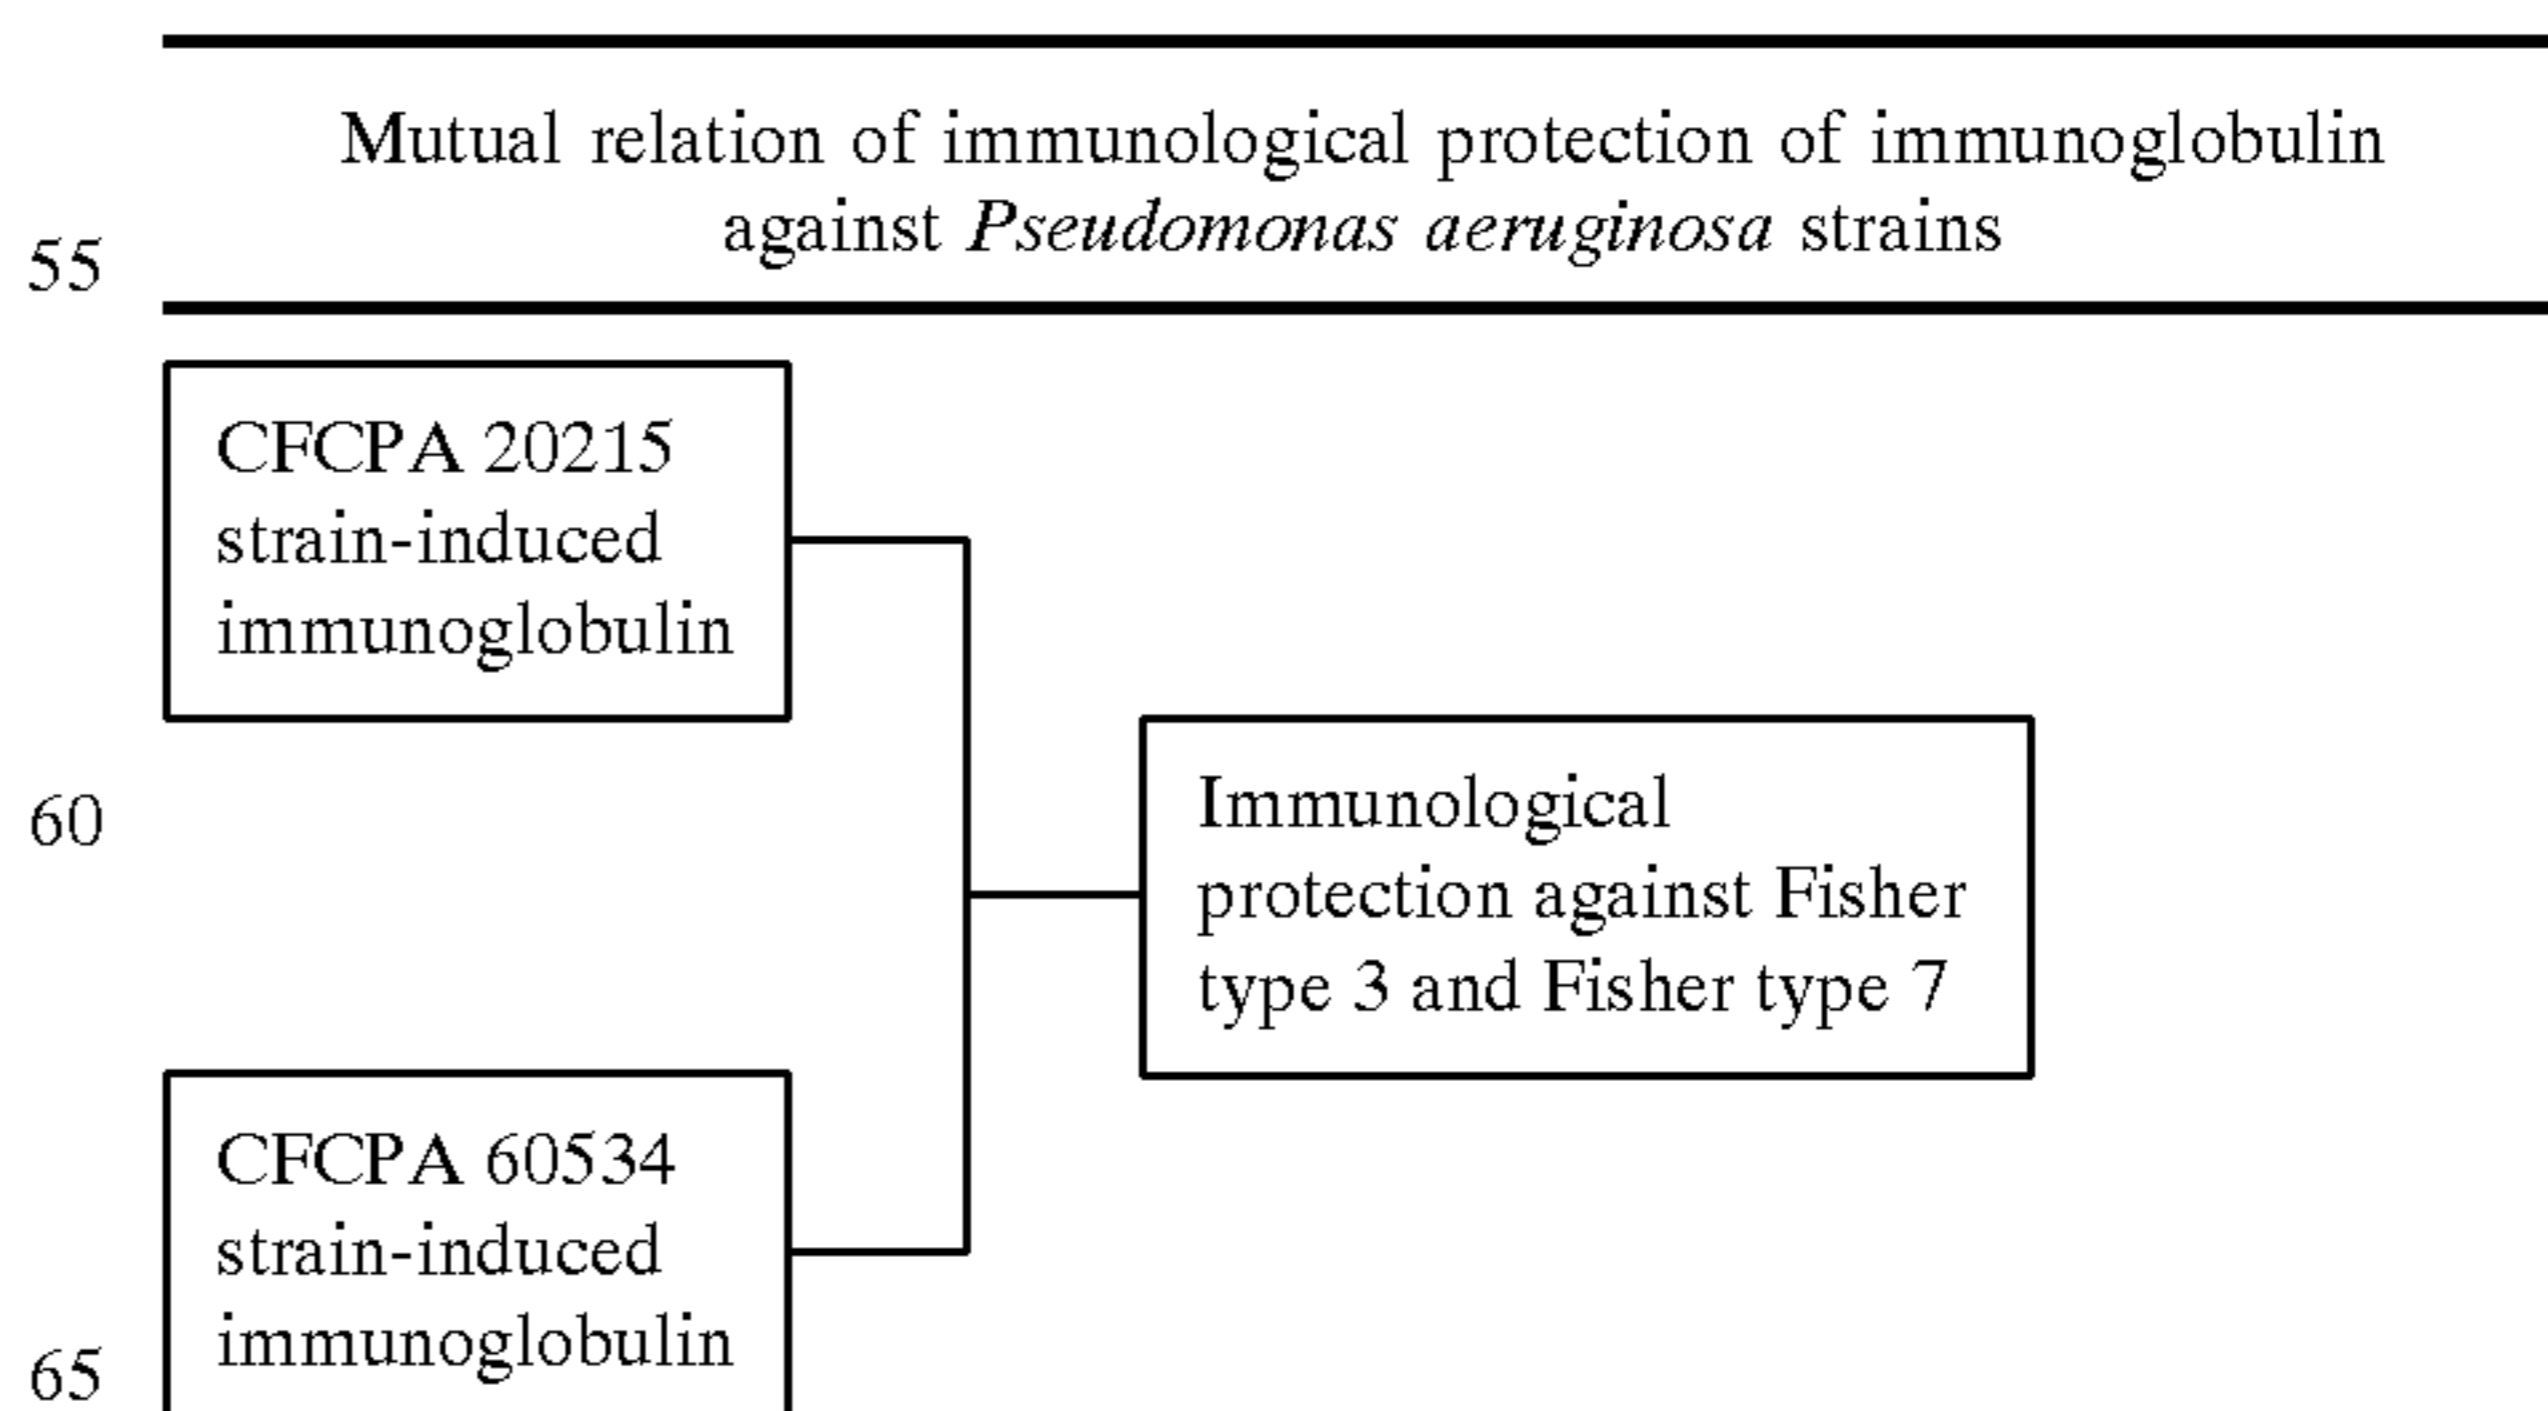 Mutual relation of immunological protection of immunoglobulin
against Pseudomonas aeruginosa strains
55
CFCPA 20215
strain-induced
immunoglobulin
60
Immunological
protection against Fisher
type 3 and Fisher type 7
CFCPA 60534
strain-induced
immunoglobulin
65